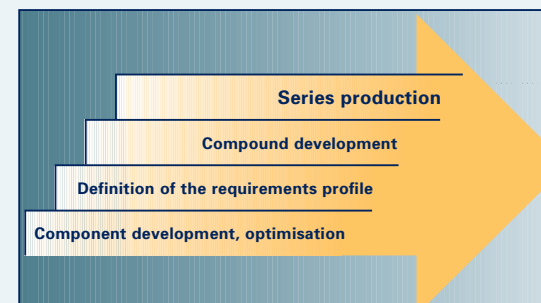 Series production
Compound development
Definition of the requirements profile
Component development, optimisation